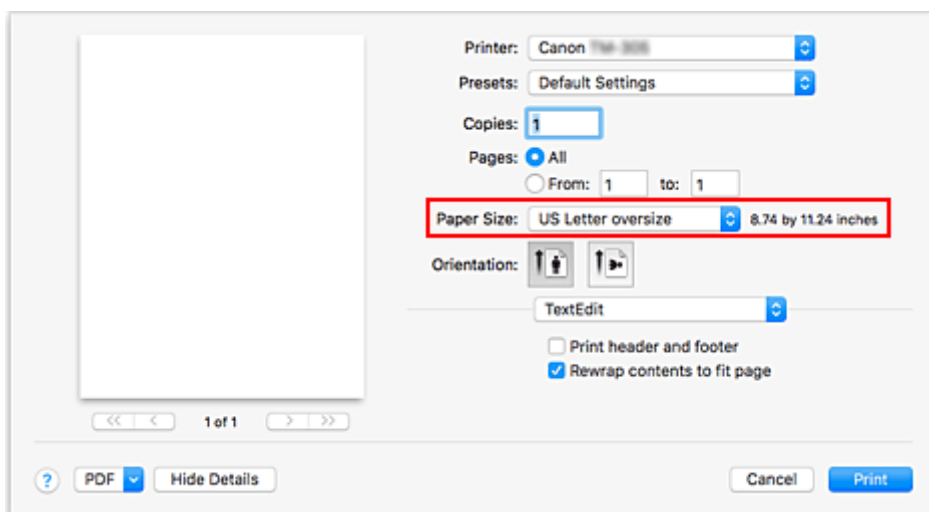 Printer: Canon
Presets: Default Settings
Copies: 1
Pages: All
From: 1 to: 1
Paper Size: US Letter oversize 8.74 by 11.24 inches
Orientation:
TextEdit
Print header and footer
Rewrap contents to fit page
<< < 1 of 1 > >>
? PDF Hide Details Cancel Print